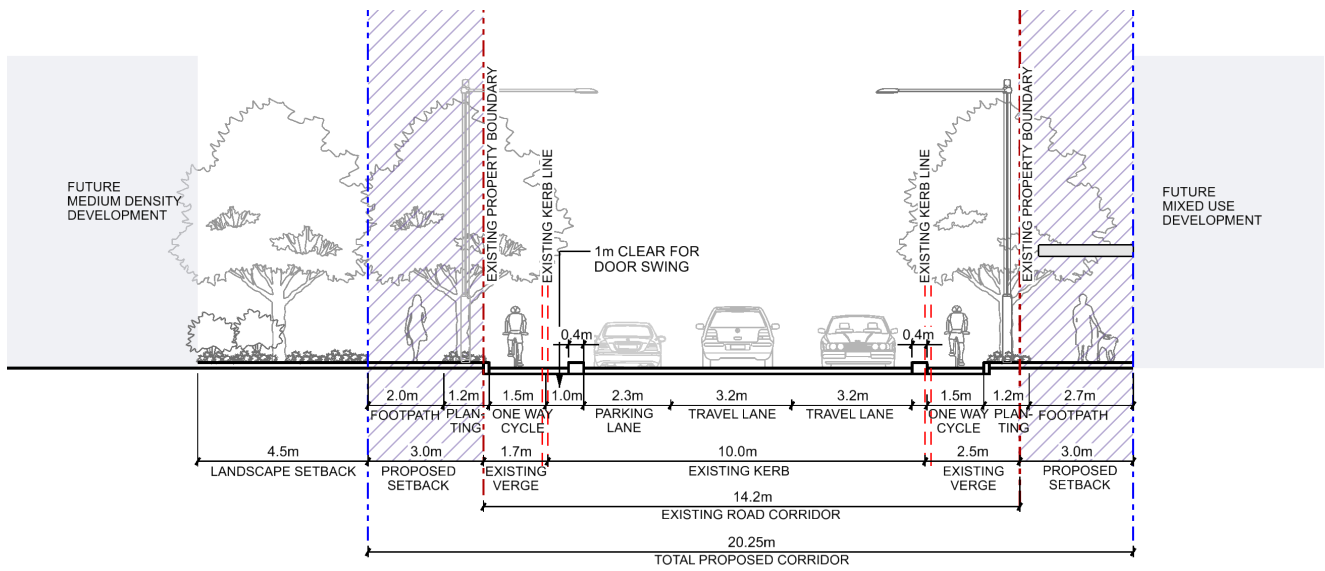 EXISTING PROPERTY BOUNDARY
EXISTING KERB LINE
EXISTING KERB LINE
EXISTING PROPERTY BOUNDARY
FUTURE
MEDIUM DENSITY
DEVELOPMENT
FUTURE
MIXED USE
DEVELOPMENT
1m CLEAR FOR
DOOR SWING
0.4m
0.4m
2.0m
FOOTPATH
1.2m
PLAN-
TING
1.5m
ONE WAY
CYCLE
1.0m
2.3m
PARKING
LANE
3.2m
TRAVEL LANE
3.2m
TRAVEL LANE
1.5m
ONE WAY
CYCLE
1.2m
PLAN-
TING
2.7m
FOOTPATH
4.5m
LANDSCAPE SETBACK
3.0m
PROPOSED
SETBACK
1.7m
EXISTING
VERGE
10.0m
EXISTING KERB
2.5m
EXISTING
VERGE
3.0m
PROPOSED
SETBACK
14.2m
EXISTING ROAD CORRIDOR
20.25m
TOTAL PROPOSED CORRIDOR